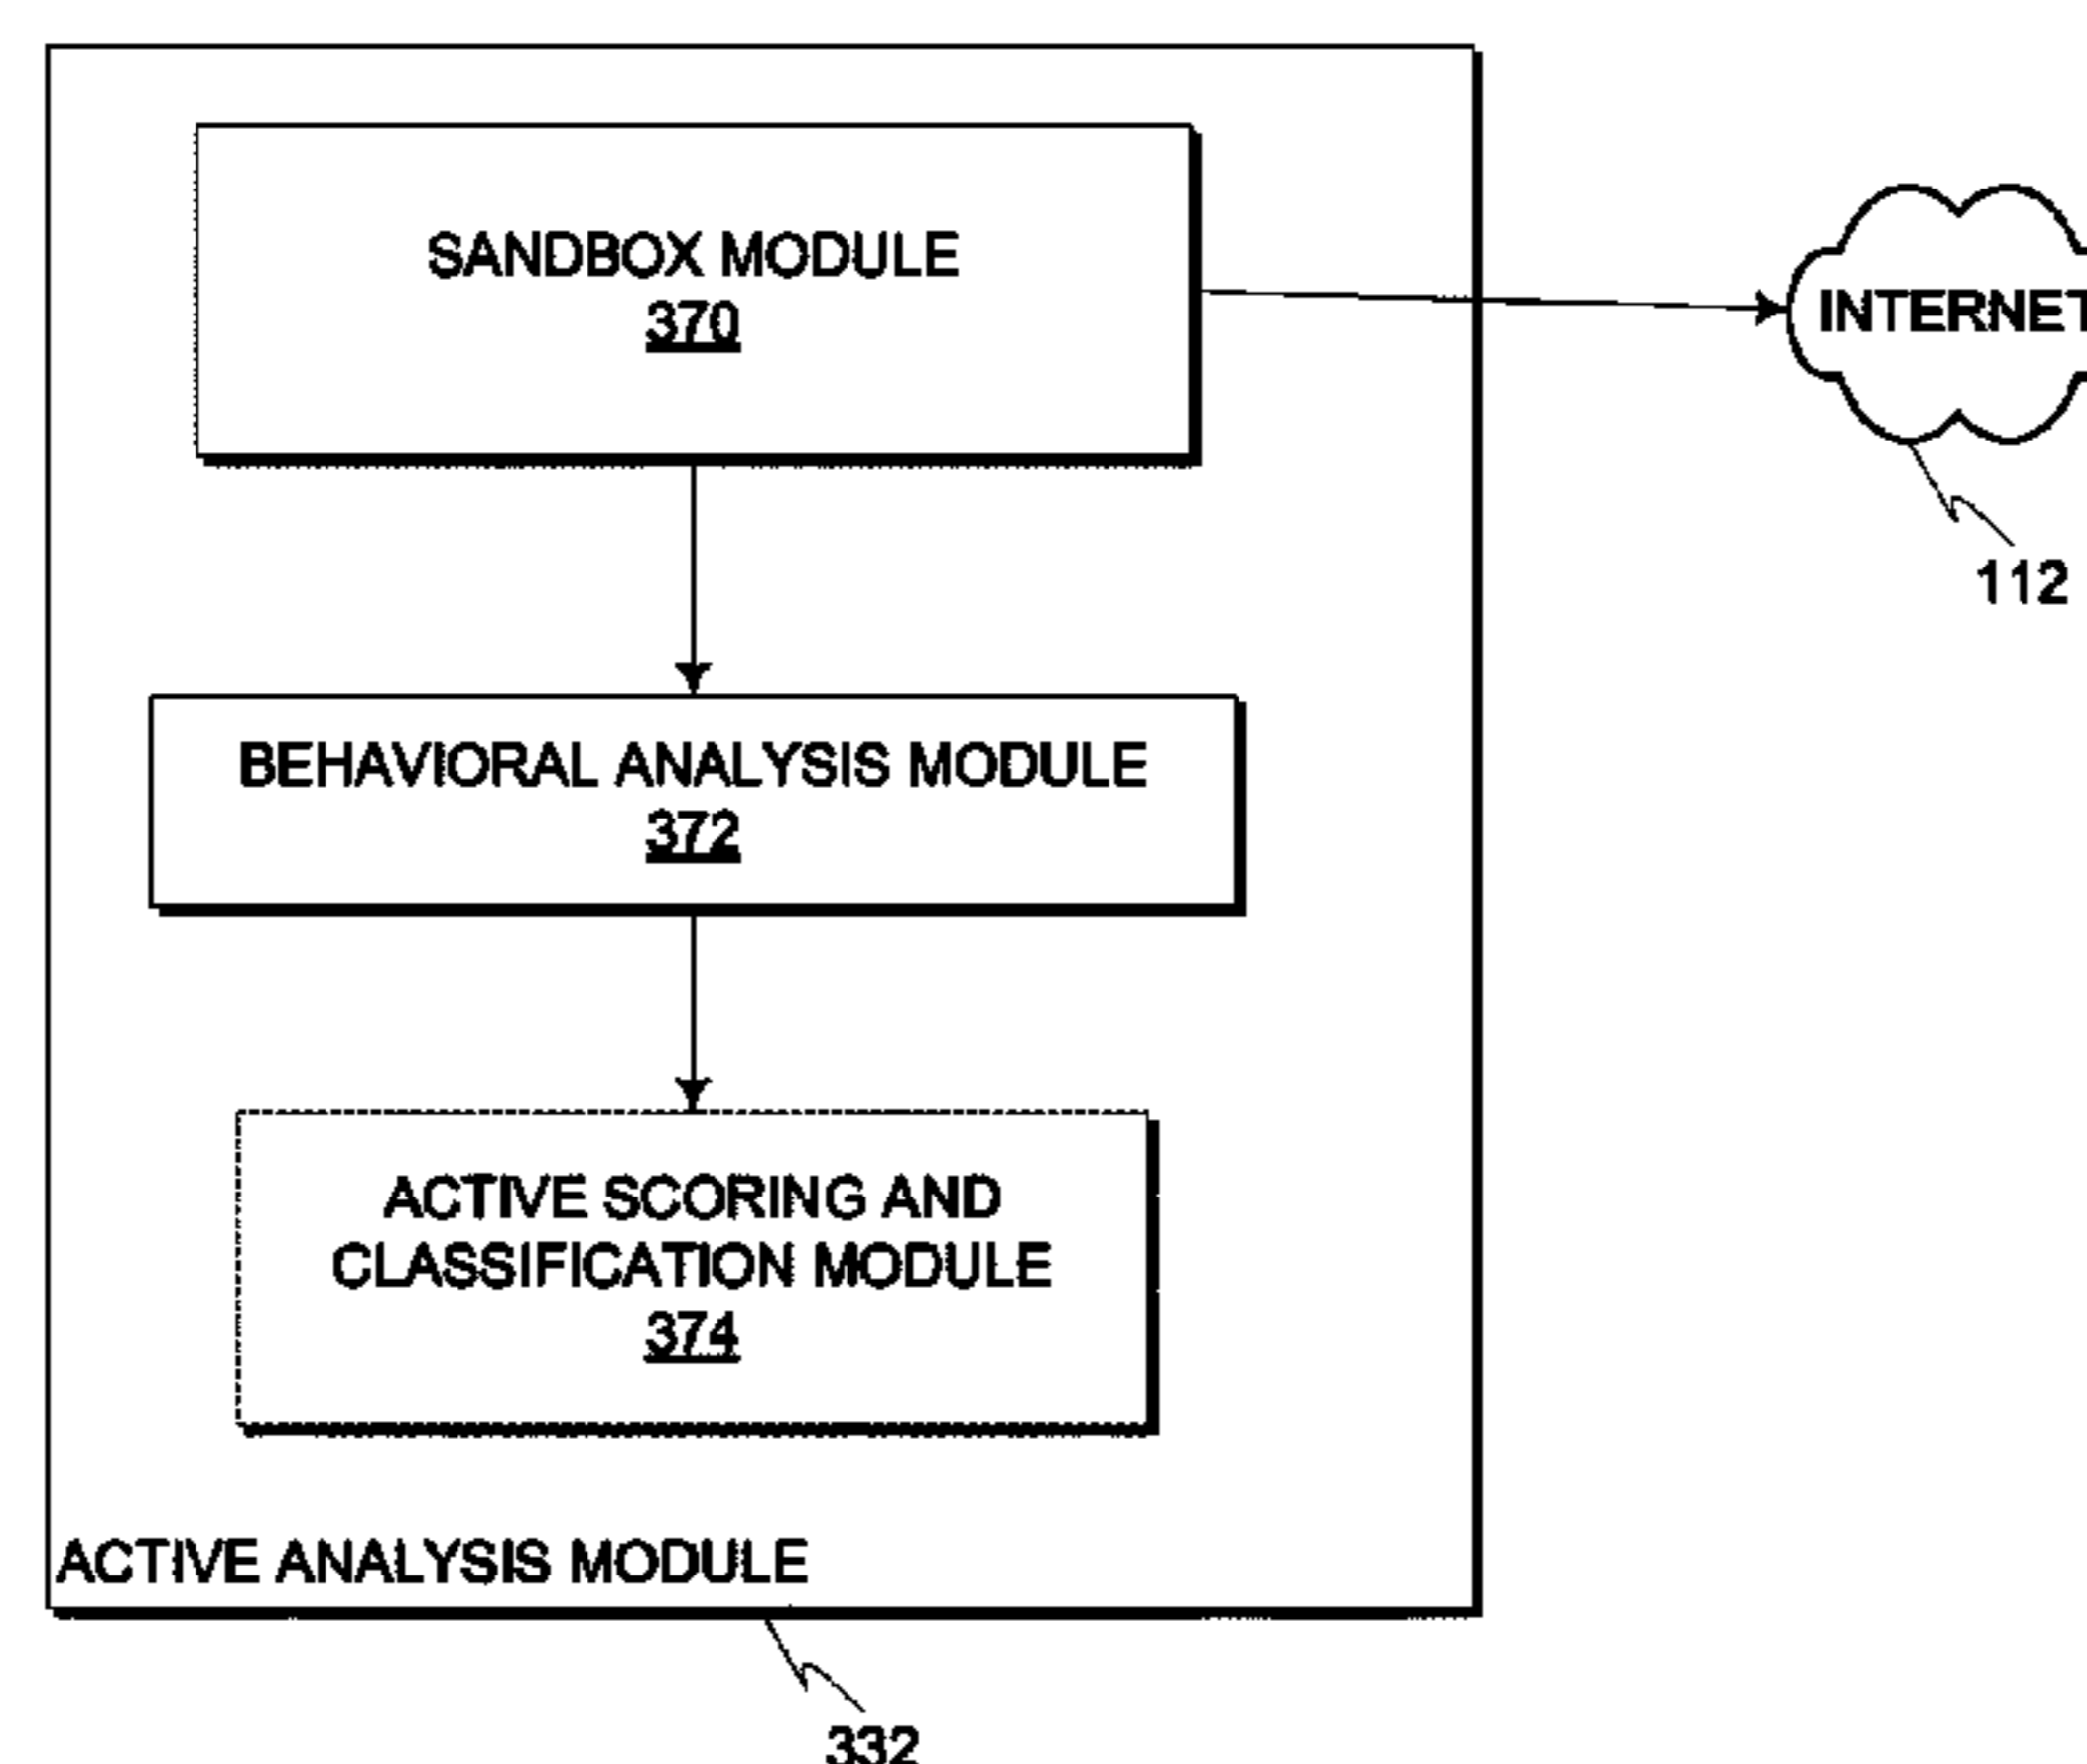 SANDBOX MODULE
370
INTERNET
112
BEHAVIORAL ANALYSIS MODULE
372
ACTIVE SCORING AND
CLASSIFICATION MODULE
374
ACTIVE ANALYSIS MODULE
332